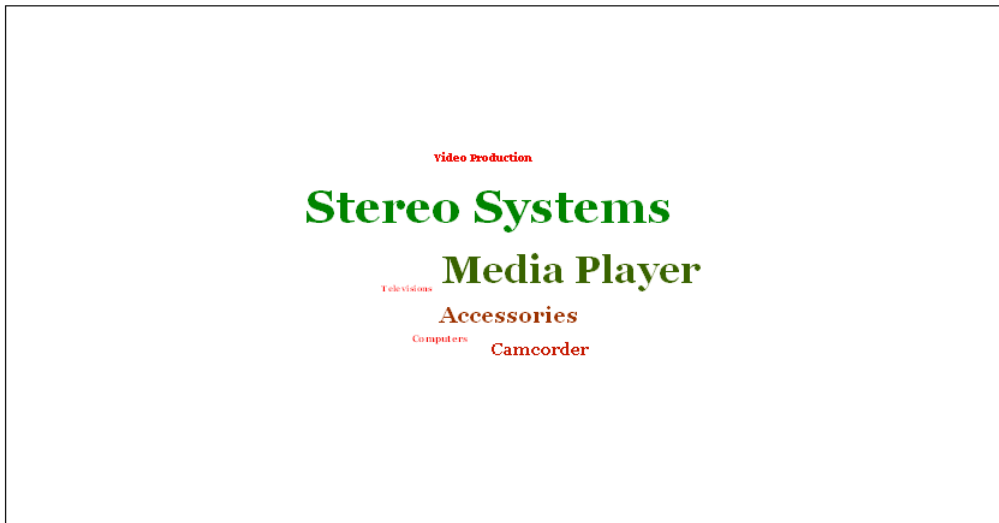 Video Production
Stereo Systems
Media Player
Televisions
Accessories
Computers
Camcorder